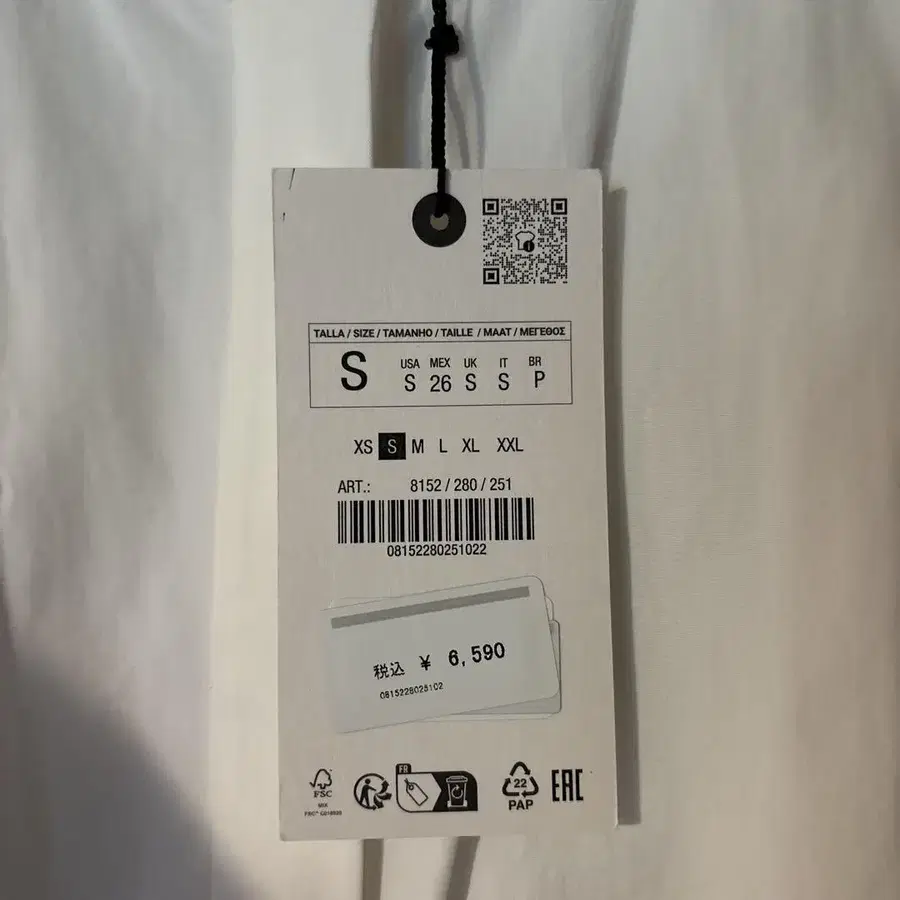 TALLA / SIZE / TAMANHO / TAILLE / MAAT / ΜΕΓΕΘΟΣ
S
USA MEX UK IT BR
S 26 S S P
XS S M L XL XXL
ART.: 8152 / 280 / 251
08152280251022
税込 ¥ 6,590
0815228025102
FR
FSC
MIX
22
PAP
EAC